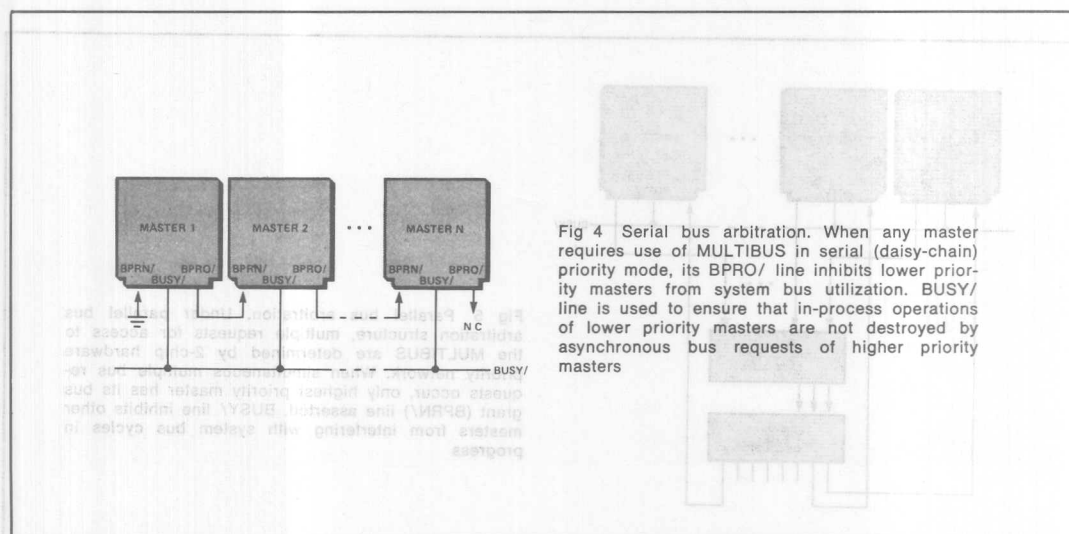 MASTER 1
MASTER 2
• • •
MASTER N
BPRN/
BPRO/
BUSY/
BPRN/
BPRO/
BUSY/
BPRN/
BPRO/
BUSY/
N C
BUSY/
Fig 4 Serial bus arbitration. When any master
requires use of MULTIBUS in serial (daisy-chain)
priority mode, its BPRO/ line inhibits lower prior-
ity masters from system bus utilization. BUSY/
line is used to ensure that in-process operations
of lower priority masters are not destroyed by
asynchronous bus requests of higher priority
masters
Fig 5 Parallel bus arbitration. Under parallel bus
arbitration structure, multiple requests for access to
the MULTIBUS are determined by 2-chip hardware
priority network. When simultaneous multiple bus re-
quests occur, only highest priority master has its bus
grant (BPRN/) line asserted. BUSY/ line inhibits other
masters from interfering with system bus cycles in
progress